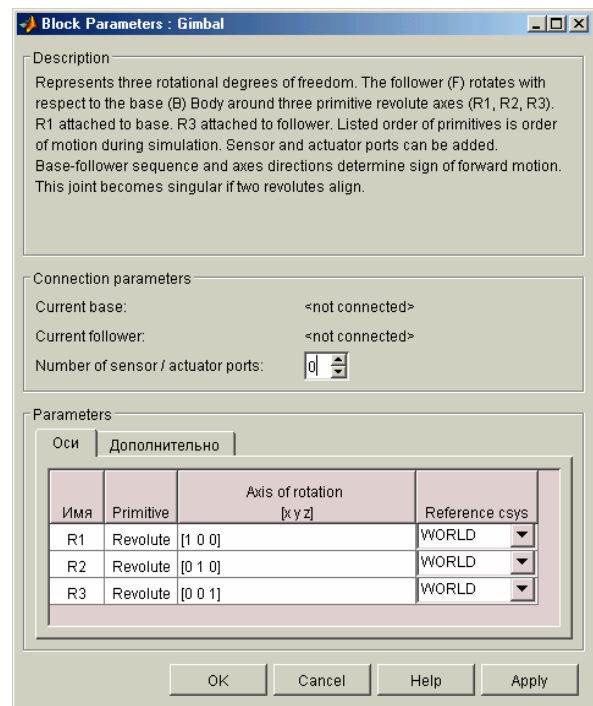 Block Parameters : Gimbal
Description
Represents three rotational degrees of freedom. The follower (F) rotates with
respect to the base (B) Body around three primitive revolute axes (R1, R2, R3).
R1 attached to base. R3 attached to follower. Listed order of primitives is order
of motion during simulation. Sensor and actuator ports can be added.
Base-follower sequence and axes directions determine sign of forward motion.
This joint becomes singular if two revolutes align.
Connection parameters
Current base: <not connected>
Current follower: <not connected>
Number of sensor / actuator ports: 0
Parameters
Оси Дополнительно
Axis of rotation
Имя Primitive [x y z] Reference csys
R1 Revolute [1 0 0] WORLD
R2 Revolute [0 1 0] WORLD
R3 Revolute [0 0 1] WORLD
OK Cancel Help Apply